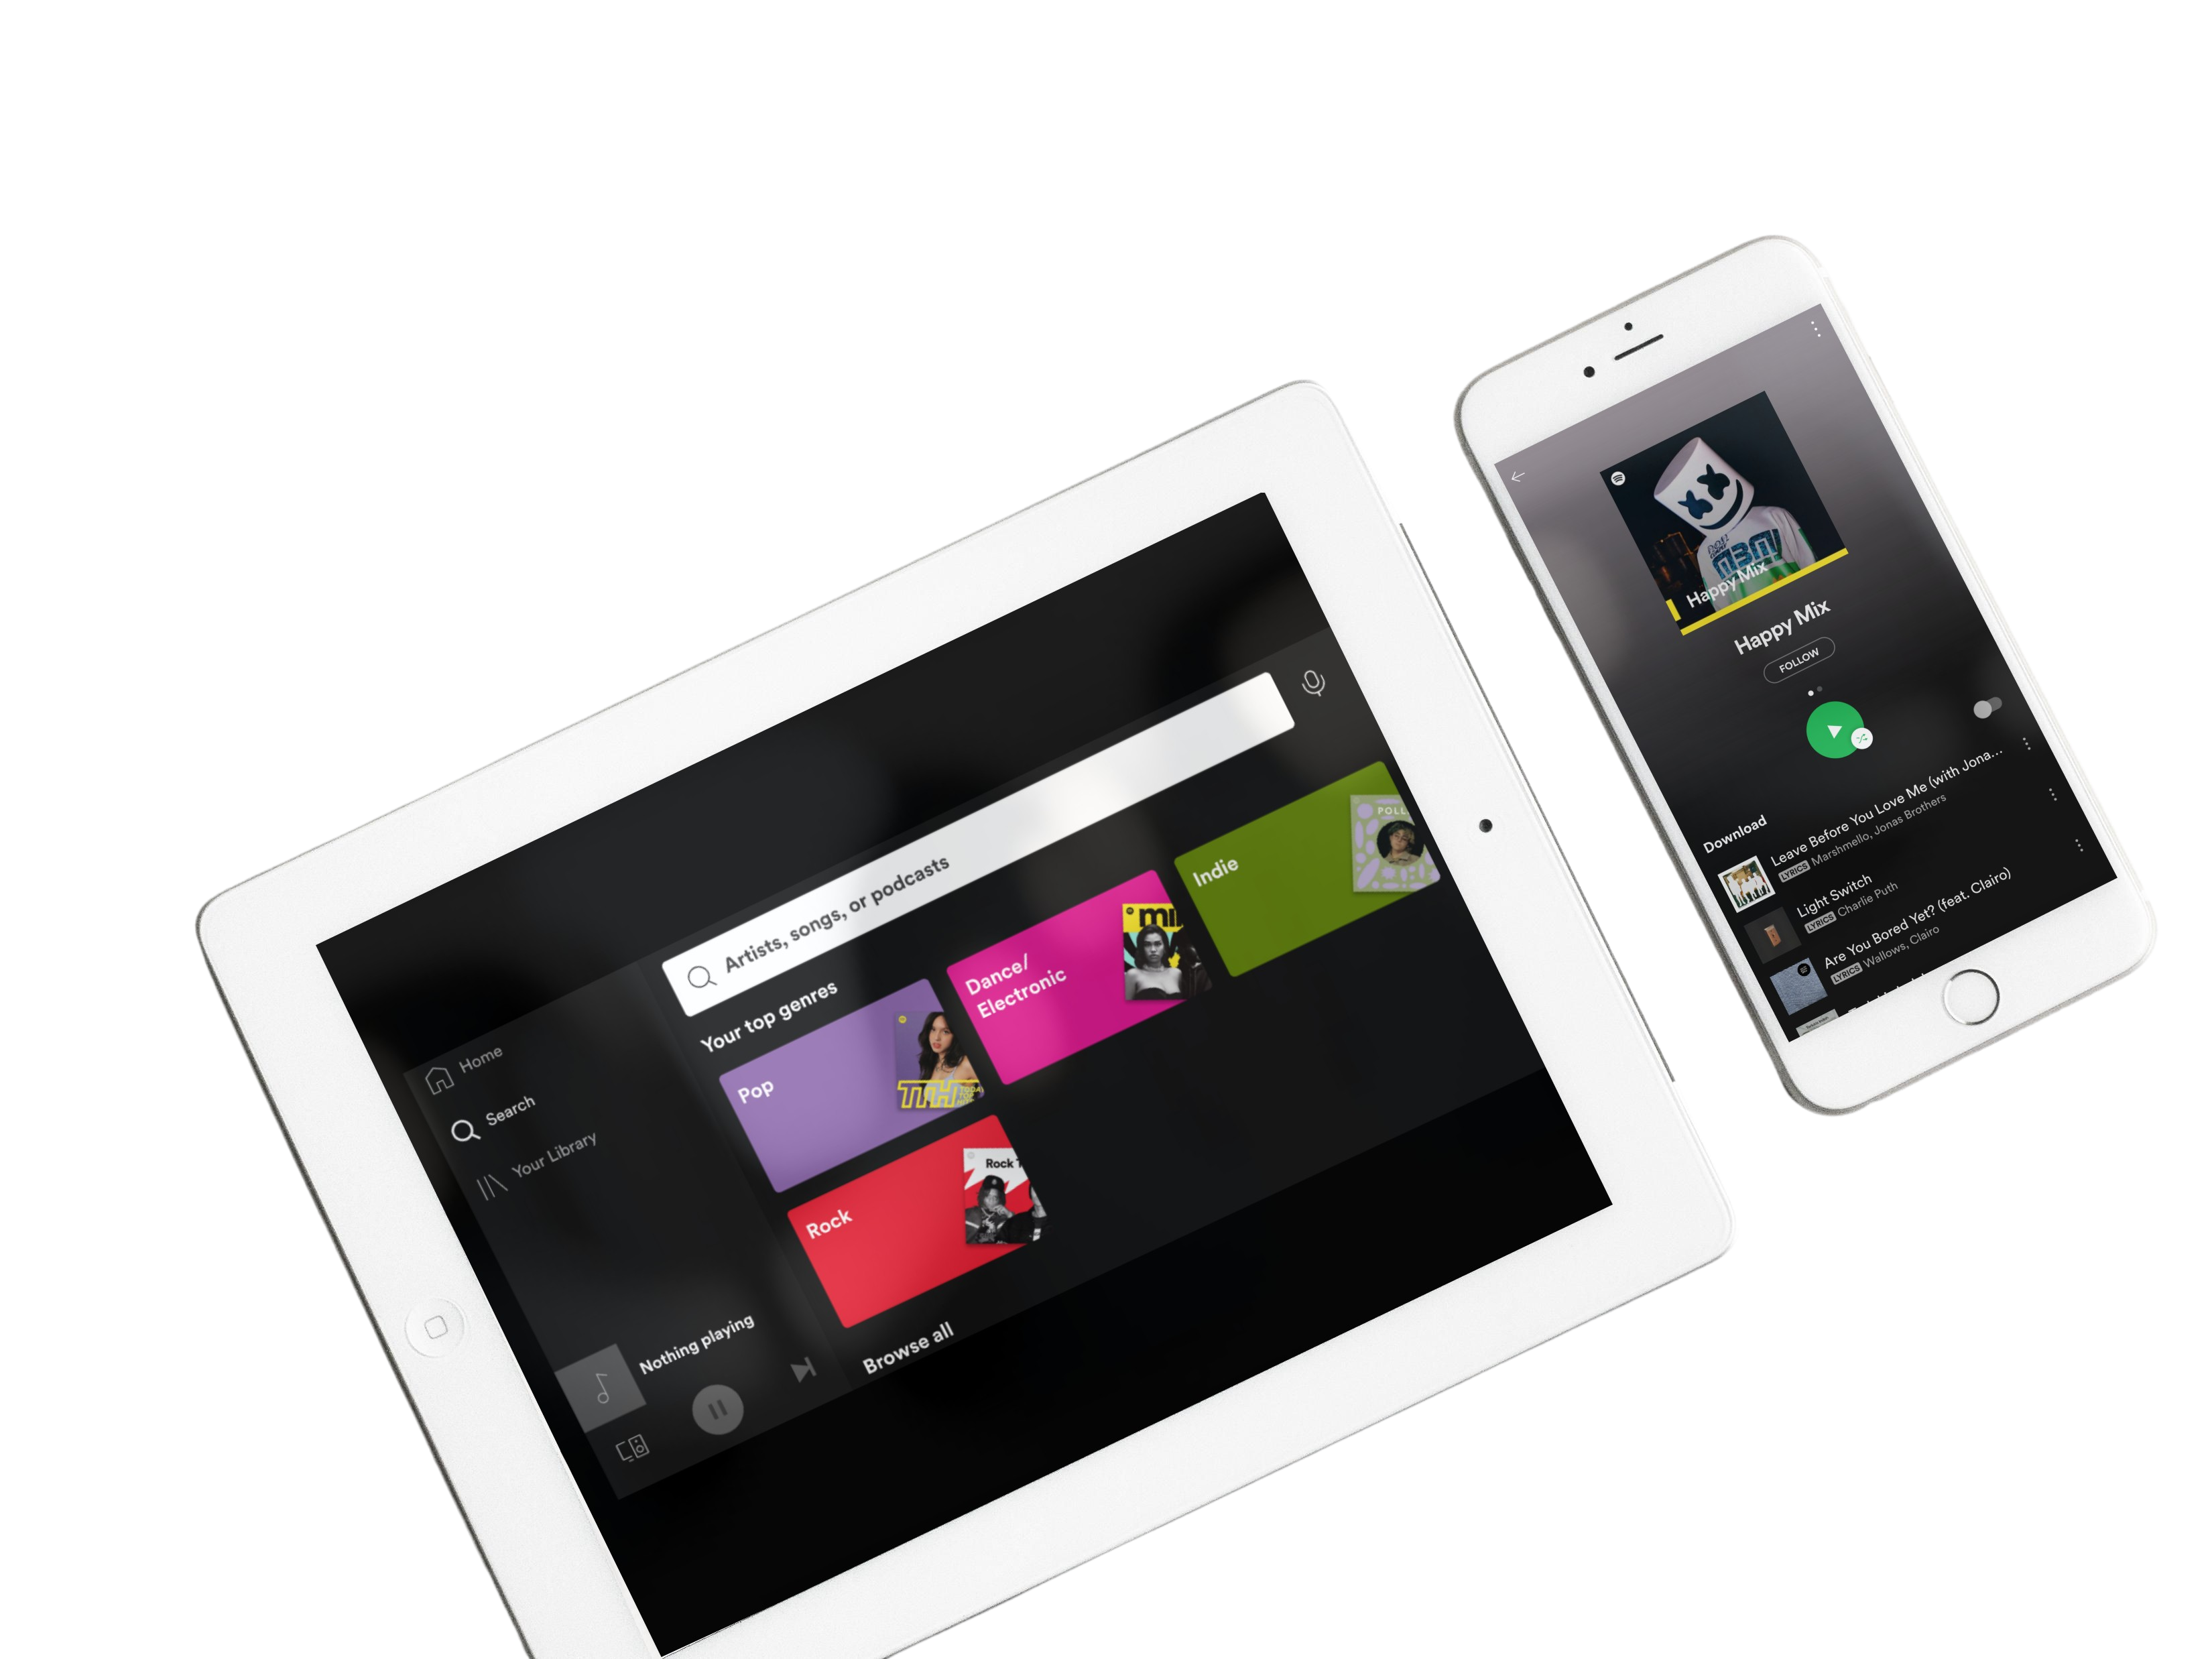 Home
Search
Your Library
Nothing playing
Artists, songs, or podcasts
Your top genres
Pop
Dance/
Electronic
Indie
POLL
Rock
Rock
Browse all
Happy Mix
Happy Mix
FOLLOW
Download
Leave Before You Love Me (with Jona...
LYRICS Marshmello, Jonas Brothers
Light Switch
LYRICS Charlie Puth
Are You Bored Yet? (feat. Clairo)
LYRICS Wallows, Clairo